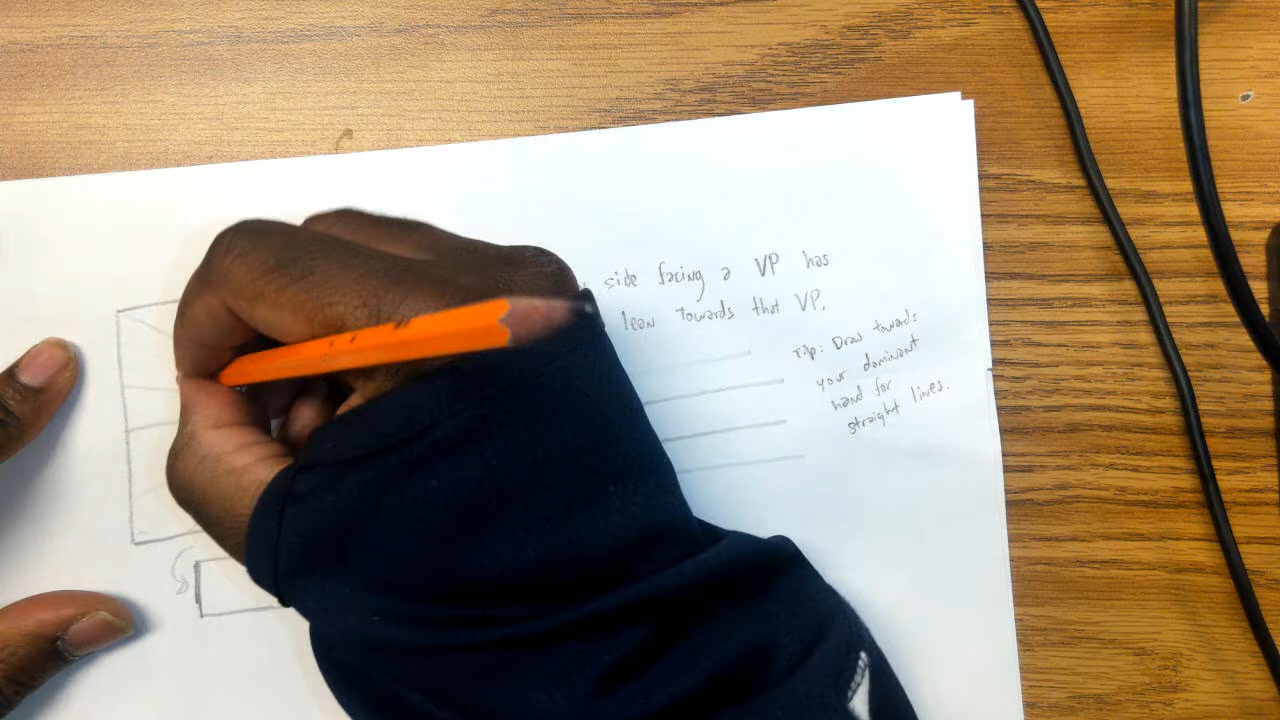 side facing a VP has
lean towards that VP.
Tip: Draw towards
your dominant
hand for
straight lines.